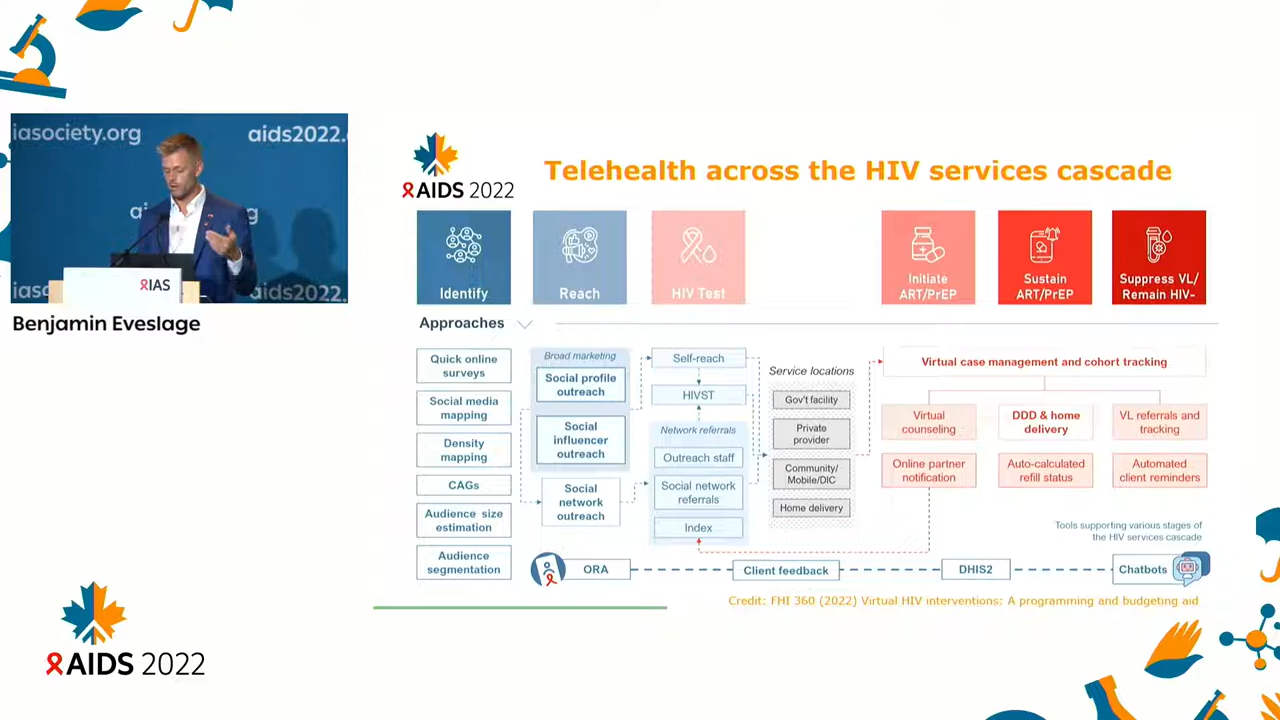 iasociety.org
aids2022.
ai
g
IAS
iasc
aids2022.
Benjamin Eveslage
AIDS 2022
Telehealth across the HIV services cascade
Identify
Reach
HIV Test
Initiate
ART/PrEP
Sustain
ART/PrEP
Suppress VL/
Remain HIV-
Approaches
Quick online
surveys
Social media
mapping
Density
mapping
CAGs
Audience size
estimation
Audience
segmentation
Broad marketing
Social profile
outreach
Social
influencer
outreach
Social
network
outreach
Self-reach
HIVST
Network referrals
Outreach staff
Social network
referrals
Index
Service locations
Gov't facility
Private
provider
Community/
Mobile/DIC
Home delivery
Virtual case management and cohort tracking
Virtual
counseling
DDD & home
delivery
VL referrals and
tracking
Online partner
notification
Auto-calculated
refill status
Automated
client reminders
Tools supporting various stages of
the HIV services cascade
ORA
Client feedback
DHIS2
Chatbots
Credit: FHI 360 (2022) Virtual HIV interventions: A programming and budgeting aid
AIDS 2022